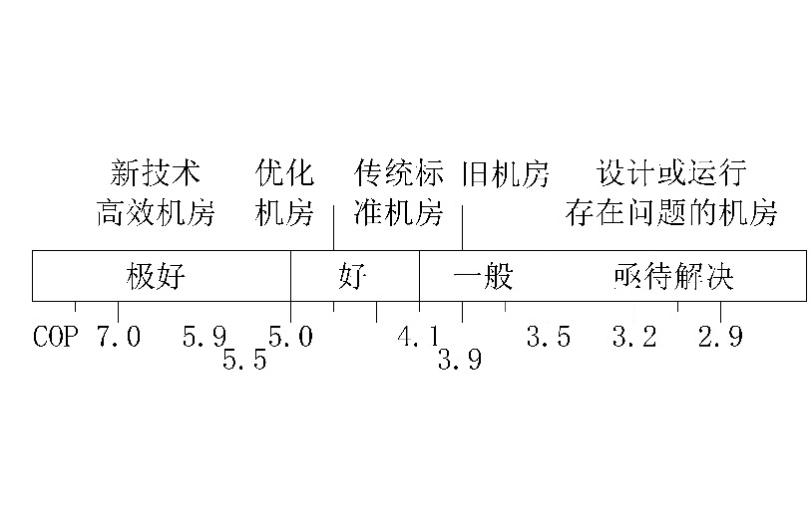 新技术 优化 传统标 旧机房 设计或运行
高效机房 机房 准机房 存在问题的机房
极好 好 一般 亟待解决
COP 7.0 5.9 5.0 4.1 3.5 3.2 2.9
5.5 3.9